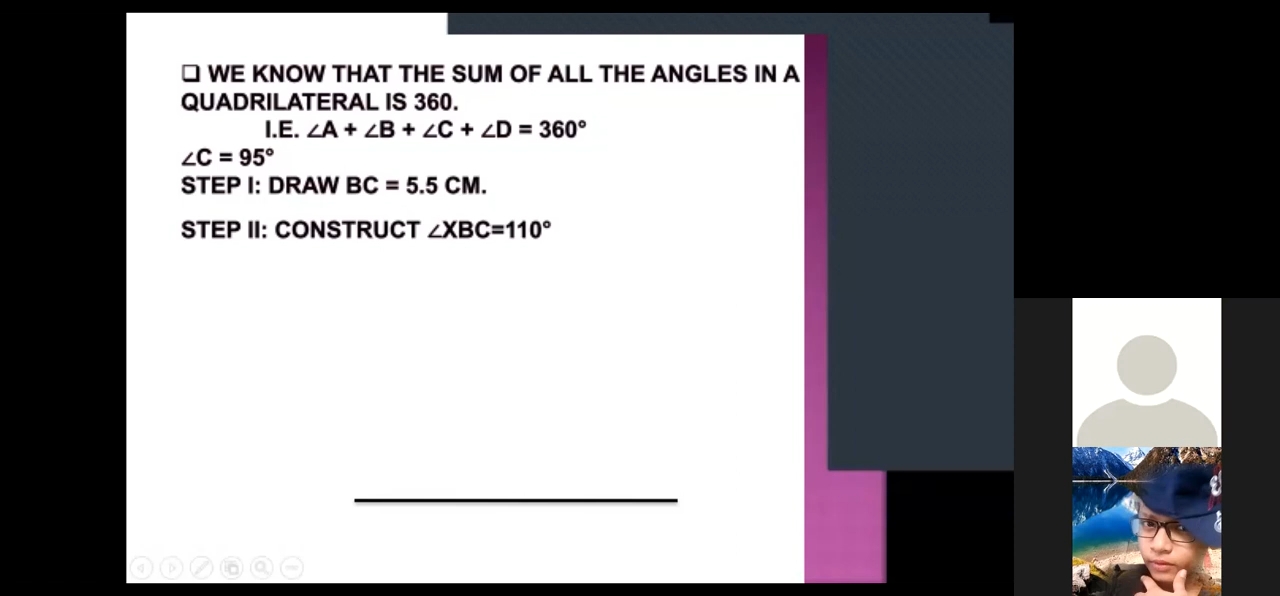 ❑ WE KNOW THAT THE SUM OF ALL THE ANGLES IN A
QUADRILATERAL IS 360.
I.E. ∠A + ∠B + ∠C + ∠D = 360°
∠C = 95°
STEP I: DRAW BC = 5.5 CM.
STEP II: CONSTRUCT ∠XBC=110°